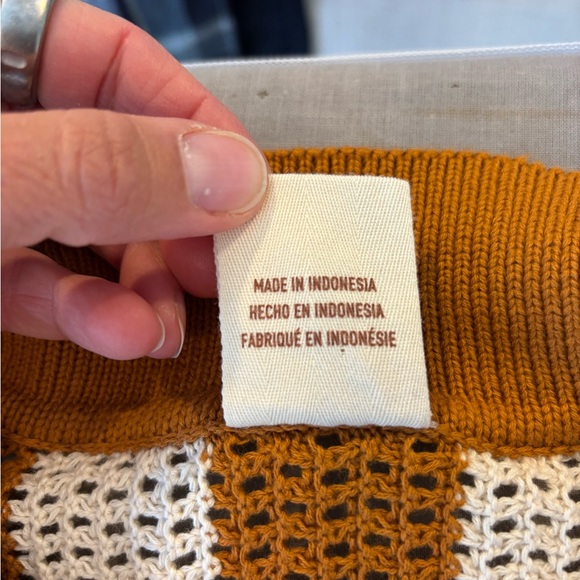 MADE IN INDONESIA
HECHO EN INDONESIA
FABRIQUÉ EN INDONÉSIE